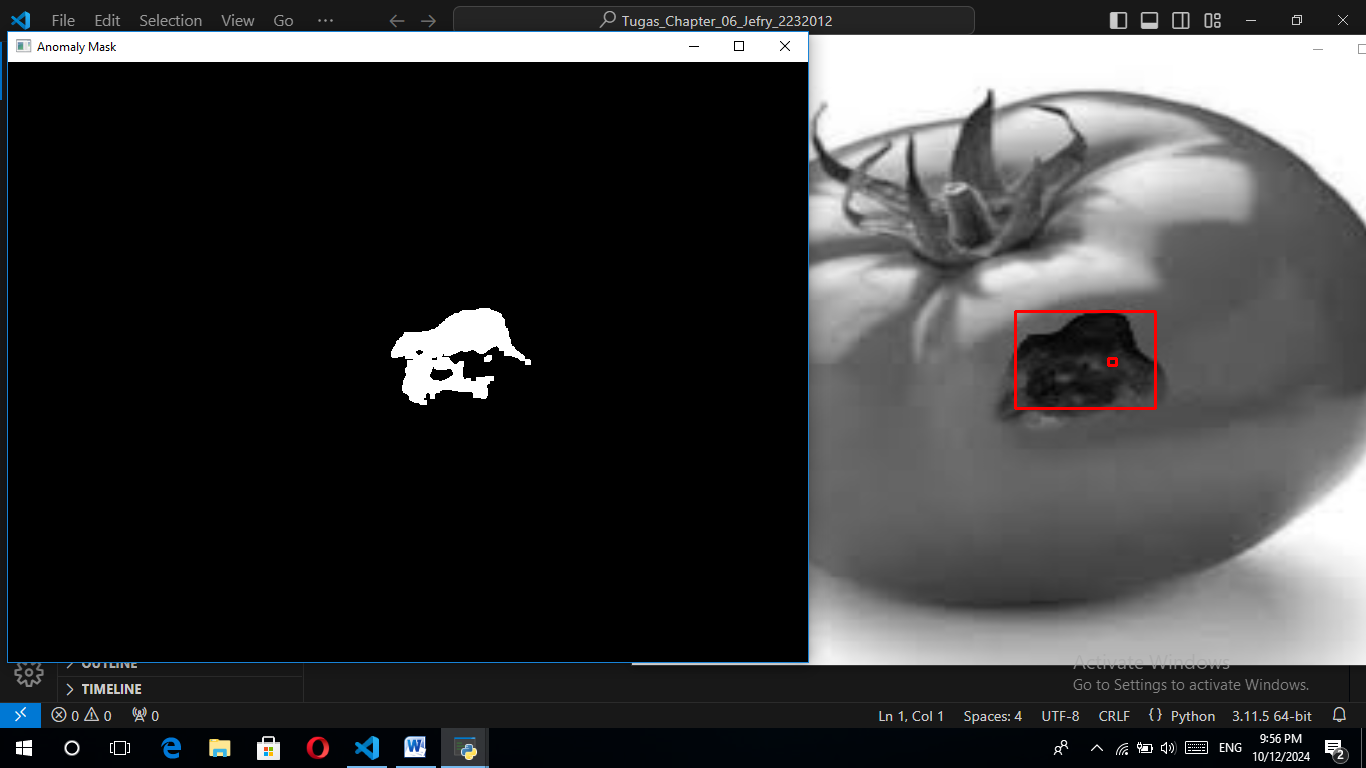 File Edit Selection View Go ··· Tugas_Chapter_06_Jefry_2232012
Anomaly Mask
OUTLINE
TIMELINE
Activate Windows
Go to Settings to activate Windows.
0 0 0 Ln 1, Col 1 Spaces: 4 UTF-8 CRLF {} Python 3.11.5 64-bit
ENG
9:56 PM
10/12/2024
2